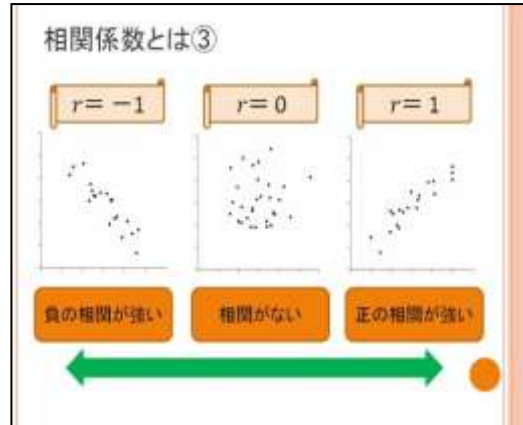 相関係数とは③
r= −1
r= 0
r= 1
負の相関が強い
相関がない
正の相関が強い